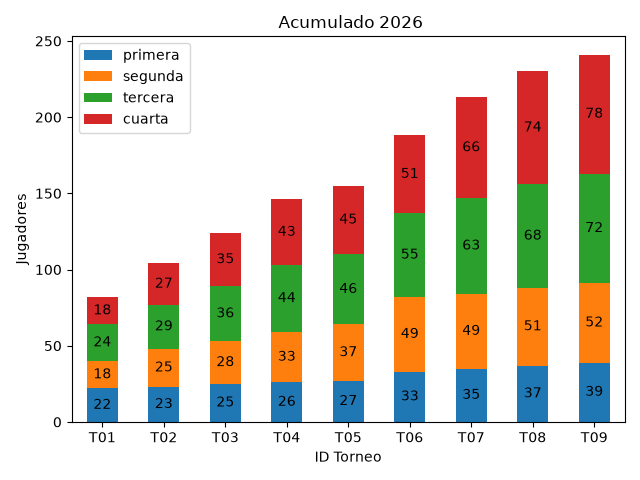 Acumulado 2026
Jugadores
250
200
150
100
50
0
primera
segunda
tercera
cuarta
18 27 35 43 45 51 66 74 78
24 29 36 44 46 55 63 68 72
18 25 28 33 37 49 49 51 52
22 23 25 26 27 33 35 37 39
T01 T02 T03 T04 T05 T06 T07 T08 T09
ID Torneo